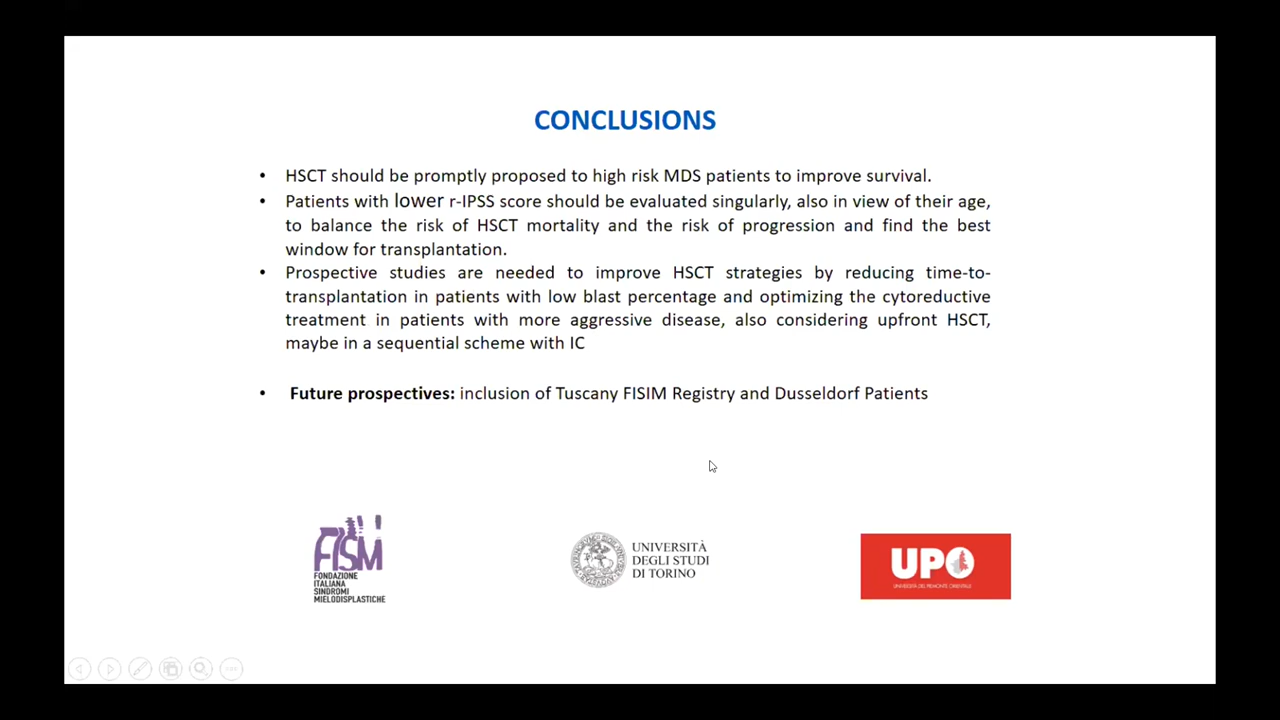 CONCLUSIONS
• HSCT should be promptly proposed to high risk MDS patients to improve survival.
• Patients with lower r-IPSS score should be evaluated singularly, also in view of their age,
to balance the risk of HSCT mortality and the risk of progression and find the best
window for transplantation.
• Prospective studies are needed to improve HSCT strategies by reducing time-to-
transplantation in patients with low blast percentage and optimizing the cytoreductive
treatment in patients with more aggressive disease, also considering upfront HSCT,
maybe in a sequential scheme with IC
• Future prospectives: inclusion of Tuscany FISIM Registry and Dusseldorf Patients
FISM
FONDAZIONE
ITALIANA
SINDROMI
MIELODISPLASTICHE
UNIVERSITÀ
DEGLI STUDI
DI TORINO
UPO
UNIVERSITÀ DEL PIEMONTE ORIENTALE